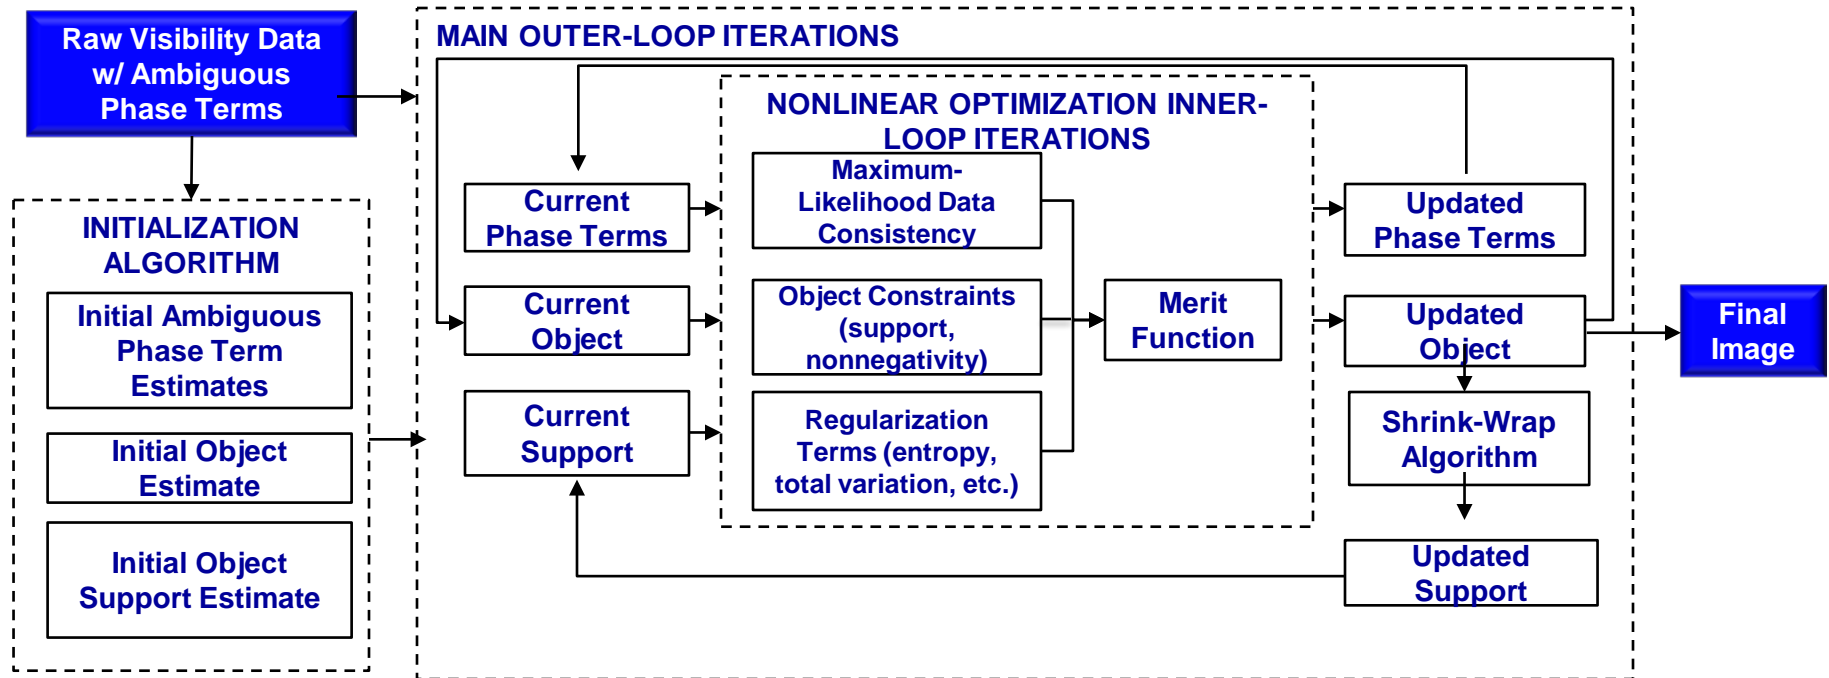 Raw Visibility Data
w/ Ambiguous
Phase Terms
INITIALIZATION
ALGORITHM
Initial Ambiguous
Phase Term
Estimates
Initial Object
Estimate
Initial Object
Support Estimate
MAIN OUTER-LOOP ITERATIONS
Current
Phase Terms
Current
Object
Current
Support
NONLINEAR OPTIMIZATION INNER-
LOOP ITERATIONS
Maximum-
Likelihood Data
Consistency
Object Constraints
(support,
nonnegativity)
Regularization
Terms (entropy,
total variation, etc.)
Merit
Function
Updated
Phase Terms
Updated
Object
Shrink-Wrap
Algorithm
Updated
Support
Final
Image